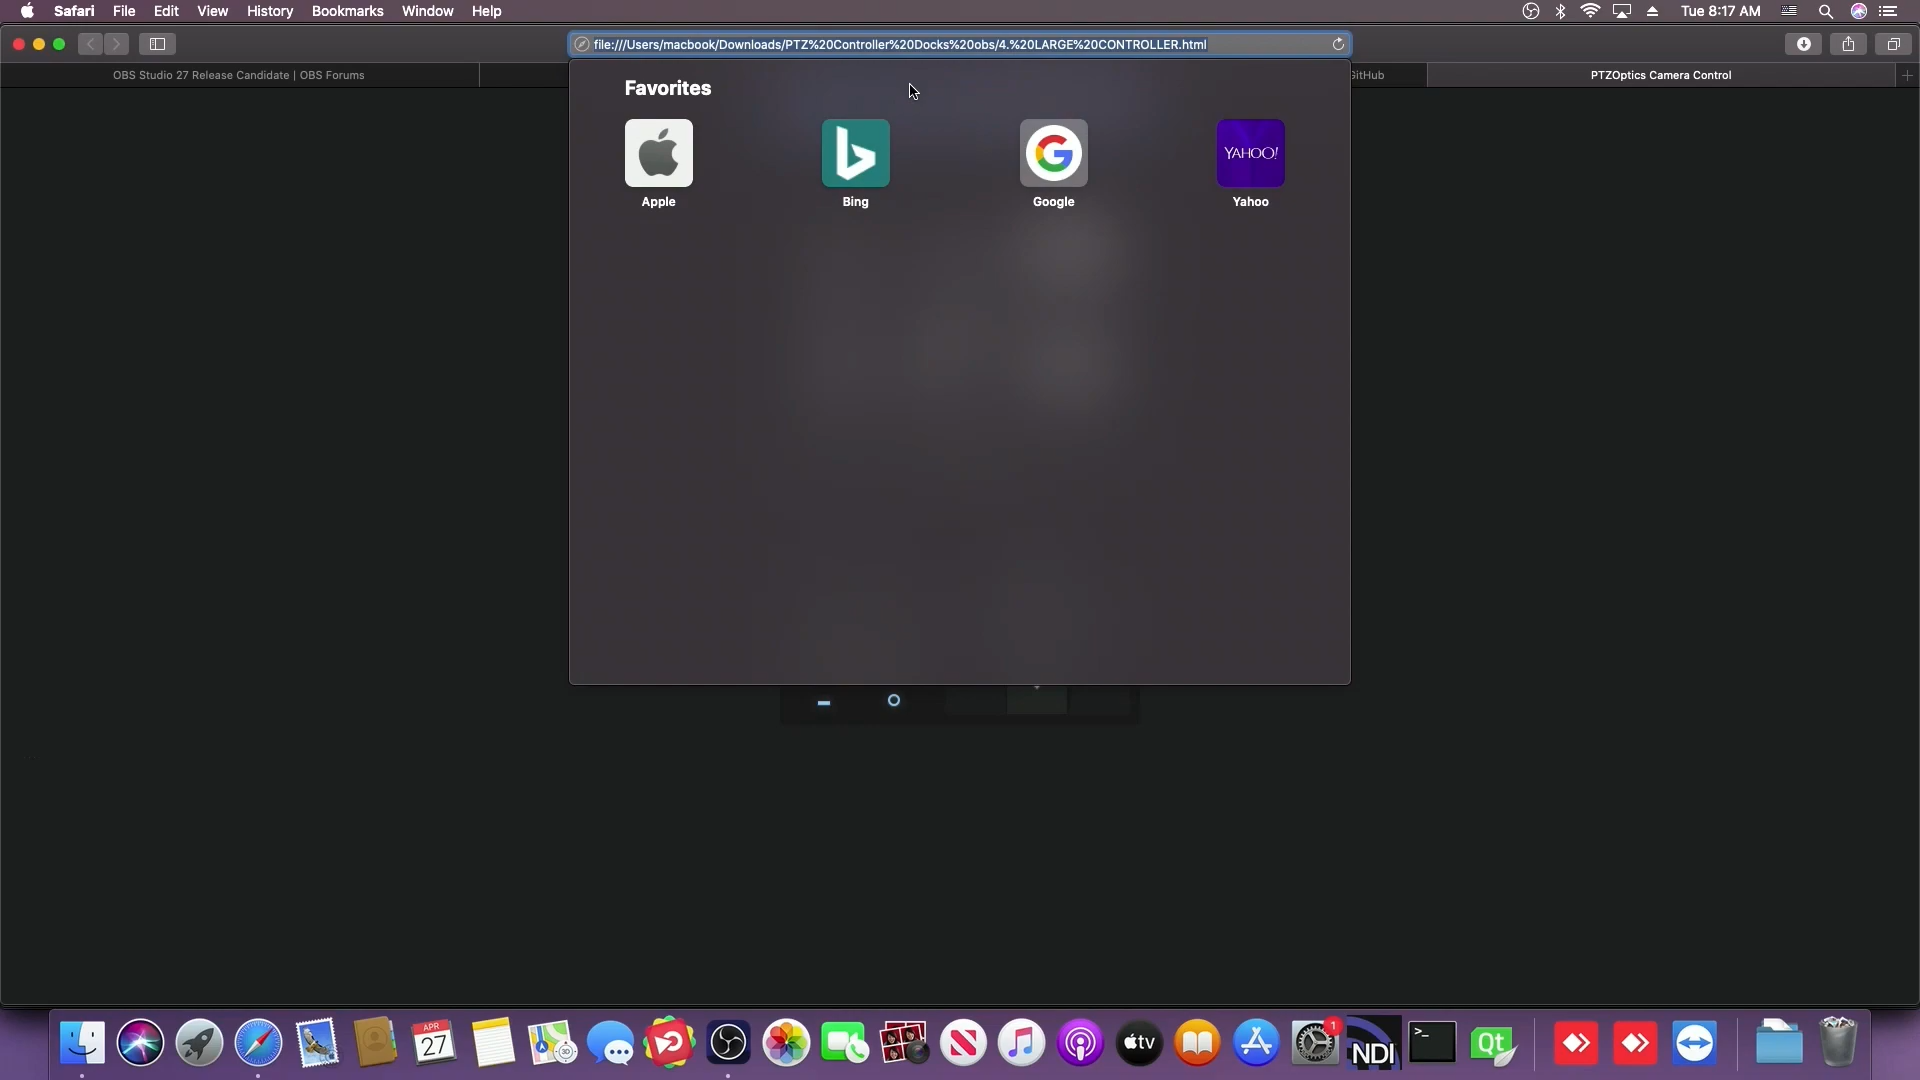 Safari File Edit View History Bookmarks Window Help
Tue 8:17 AM
file:///Users/macbook/Downloads/PTZ%20Controller%20Docks%20obs/4.%20LARGE%20CONTROLLER.html
OBS Studio 27 Release Candidate | OBS Forums
GitHub
PTZOptics Camera Control
Favorites
YAHOO!
Apple
Bing
Google
Yahoo
APR
27
3D
tv
1
NDI
>_
Qt